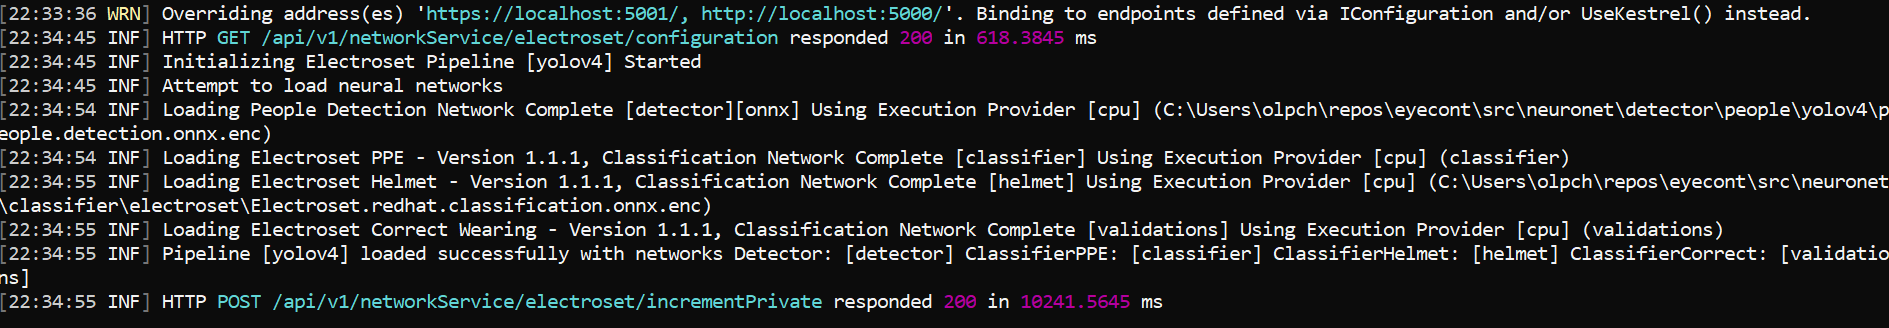 [22:33:36 WRN] Overriding address(es) 'https://localhost:5001/, http://localhost:5000/'. Binding to endpoints defined via IConfiguration and/or UseKestrel() instead.
[22:34:45 INF] HTTP GET /api/v1/networkService/electroset/configuration responded 200 in 618.3845 ms
[22:34:45 INF] Initializing Electroset Pipeline [yolov4] Started
[22:34:45 INF] Attempt to load neural networks
[22:34:54 INF] Loading People Detection Network Complete [detector][onnx] Using Execution Provider [cpu] (C:\Users\olpch\repos\eyecont\src\neuronet\detector\people\yolov4\p
eople.detection.onnx.enc)
[22:34:54 INF] Loading Electroset PPE - Version 1.1.1, Classification Network Complete [classifier] Using Execution Provider [cpu] (classifier)
[22:34:55 INF] Loading Electroset Helmet - Version 1.1.1, Classification Network Complete [helmet] Using Execution Provider [cpu] (C:\Users\olpch\repos\eyecont\src\neuronet
\classifier\electroset\Electroset.redhat.classification.onnx.enc)
[22:34:55 INF] Loading Electroset Correct Wearing - Version 1.1.1, Classification Network Complete [validations] Using Execution Provider [cpu] (validations)
[22:34:55 INF] Pipeline [yolov4] loaded successfully with networks Detector: [detector] ClassifierPPE: [classifier] ClassifierHelmet: [helmet] ClassifierCorrect: [validatio
ns]
[22:34:55 INF] HTTP POST /api/v1/networkService/electroset/incrementPrivate responded 200 in 10241.5645 ms